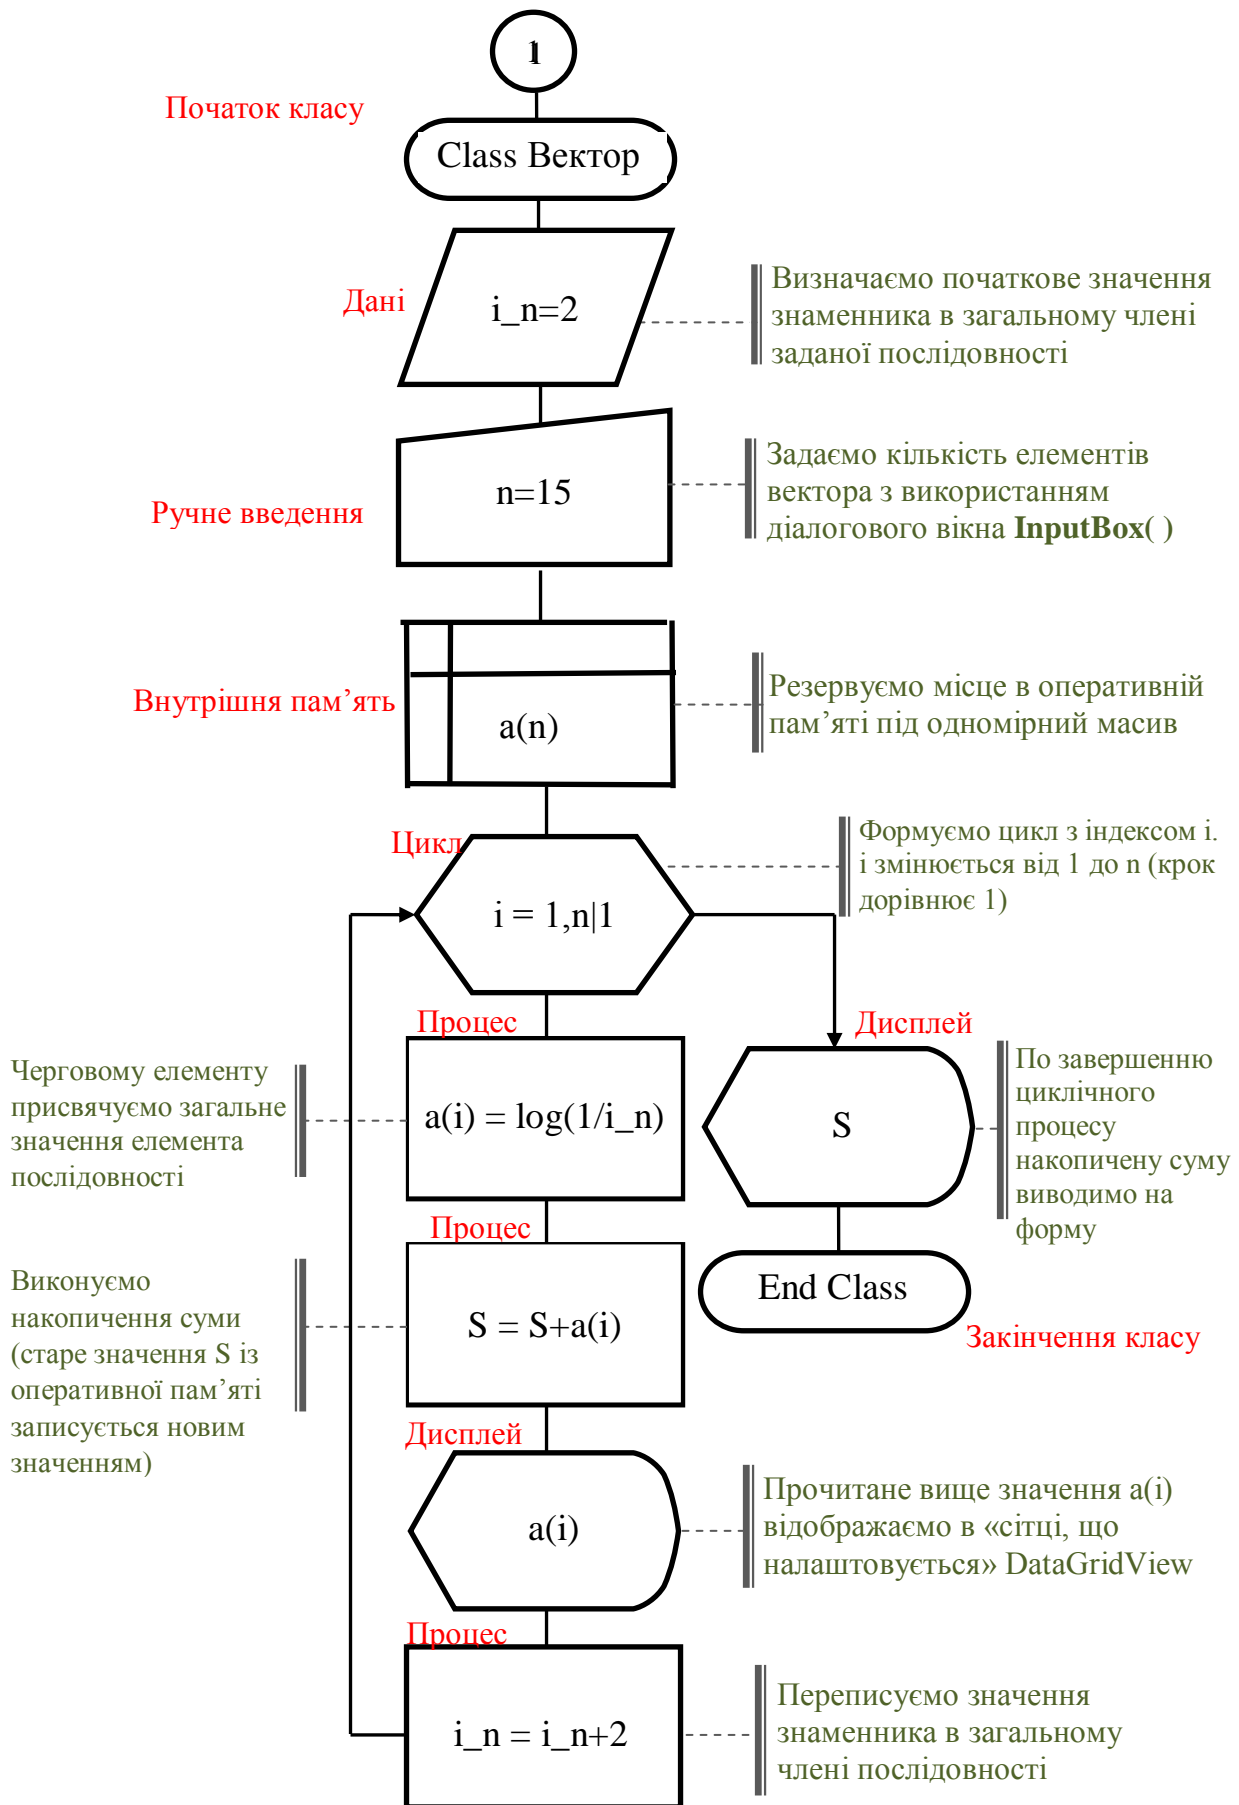 1
Початок класу
Class Вектор
Дані
i_n=2
Визначаємо початкове значення
знаменника в загальному члені
заданої послідовності
Ручне введення
n=15
Задаємо кількість елементів
вектора з використанням
діалогового вікна InputBox( )
Внутрішня пам’ять
a(n)
Резервуємо місце в оперативній
пам’яті під одномірний масив
Цикл
i = 1,n|1
Формуємо цикл з індексом і.
і змінюється від 1 до n (крок
дорівнює 1)
Процес
a(i) = log(1/i_n)
Черговому елементу
присвячуємо загальне
значення елемента
послідовності
Дисплей
S
По завершенню
циклічного
процесу
накопичену суму
виводимо на
форму
Процес
S = S+a(i)
Виконуємо
накопичення суми
(старе значення S із
оперативної пам’яті
записується новим
значенням)
End Class
Закінчення класу
Дисплей
a(i)
Прочитане вище значення a(i)
відображаємо в «сітці, що
налаштовується» DataGridView
Процес
i_n = i_n+2
Переписуємо значення
знаменника в загальному
члені послідовності